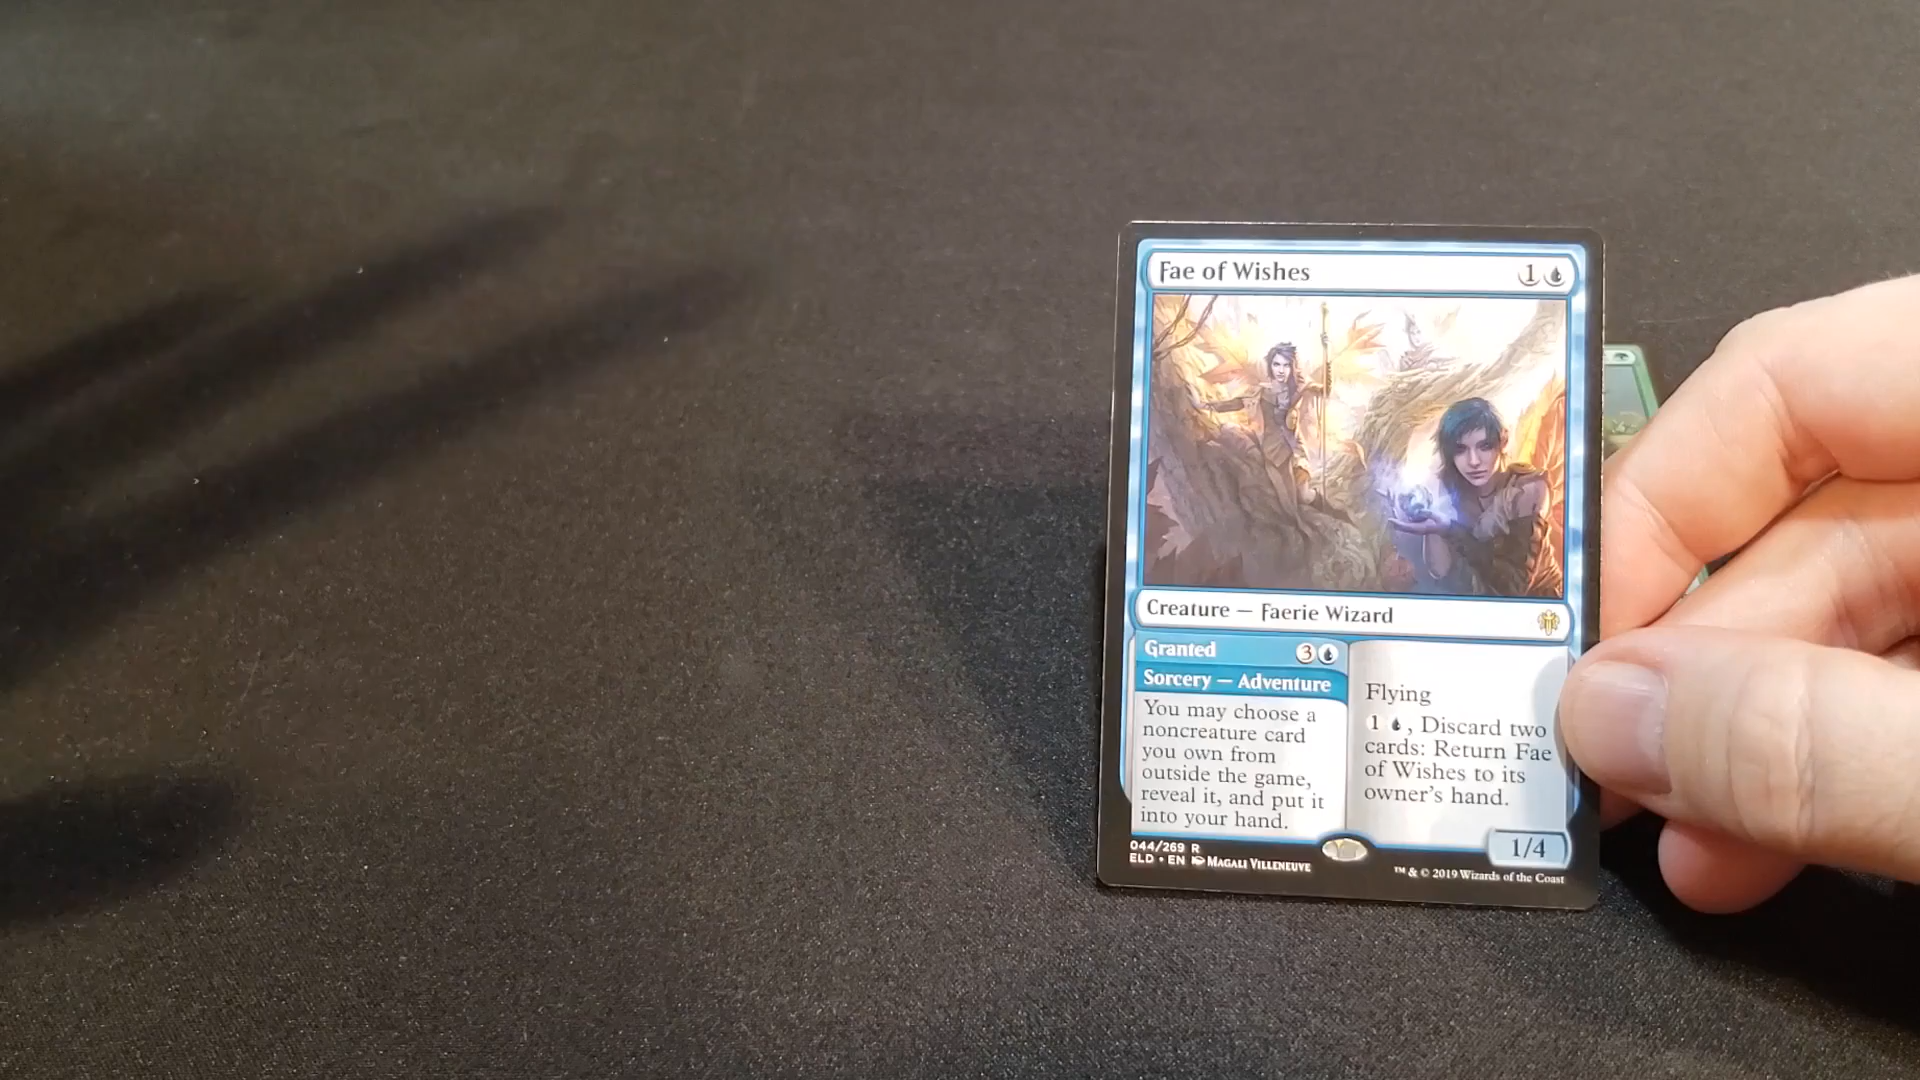 Fae of Wishes 1
Creature — Faerie Wizard
Granted 3
Sorcery — Adventure
You may choose a
noncreature card
you own from
outside the game,
reveal it, and put it
into your hand.
Flying
1 , Discard two
cards: Return Fae
of Wishes to its
owner's hand.
1/4
044/269 R
ELD • EN MAGALI VILLENEUVE
™ & © 2019 Wizards of the Coast